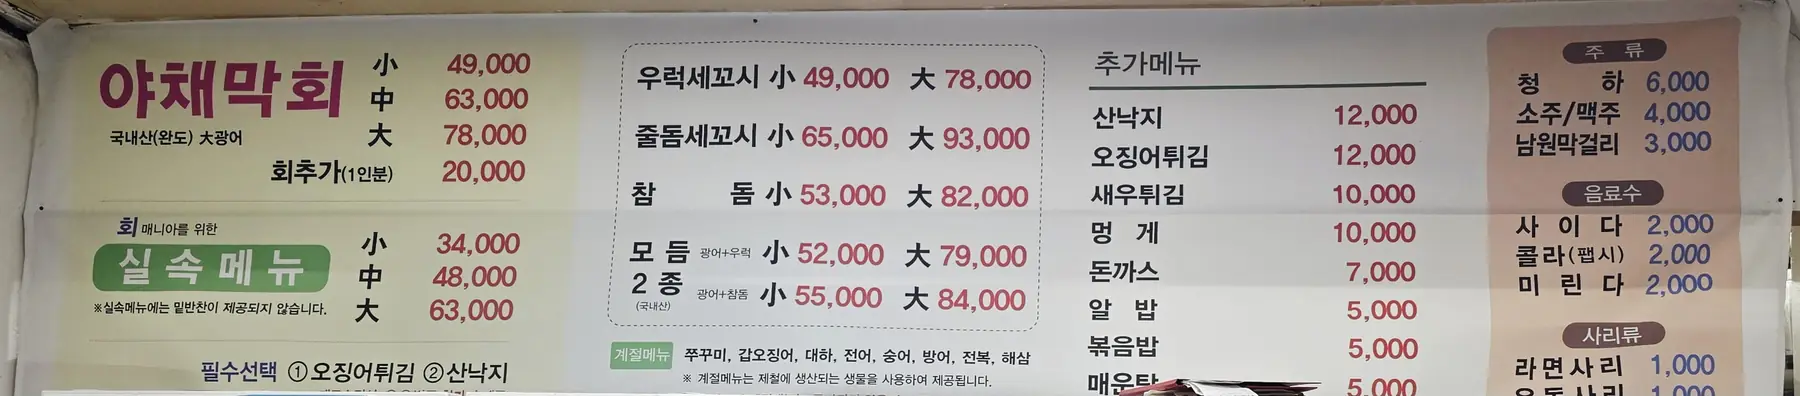 야채막회 小 49,000
中 63,000
국내산(완도) 大광어 大 78,000
회추가(1인분) 20,000
회 매니아를 위한
실속메뉴 小 34,000
中 48,000
※실속메뉴에는 밑반찬이 제공되지 않습니다. 大 63,000
필수선택 ①오징어튀김 ②산낙지
우럭세꼬시 小 49,000 大 78,000
줄돔세꼬시 小 65,000 大 93,000
참 돔 小 53,000 大 82,000
모듬 2종 (국내산)
광어+우럭 小 52,000 大 79,000
광어+참돔 小 55,000 大 84,000
계절메뉴 쭈꾸미, 갑오징어, 대하, 전어, 숭어, 방어, 전복, 해삼
※ 계절메뉴는 제철에 생산되는 생물을 사용하여 제공됩니다.
추가메뉴
산낙지 12,000
오징어튀김 12,000
새우튀김 10,000
멍 게 10,000
돈까스 7,000
알 밥 5,000
볶음밥 5,000
매운탕 5,000
주 류
청 하 6,000
소주/맥주 4,000
남원막걸리 3,000
음료수
사 이 다 2,000
콜라(팹시) 2,000
미 린 다 2,000
사리류
라면사리 1,000